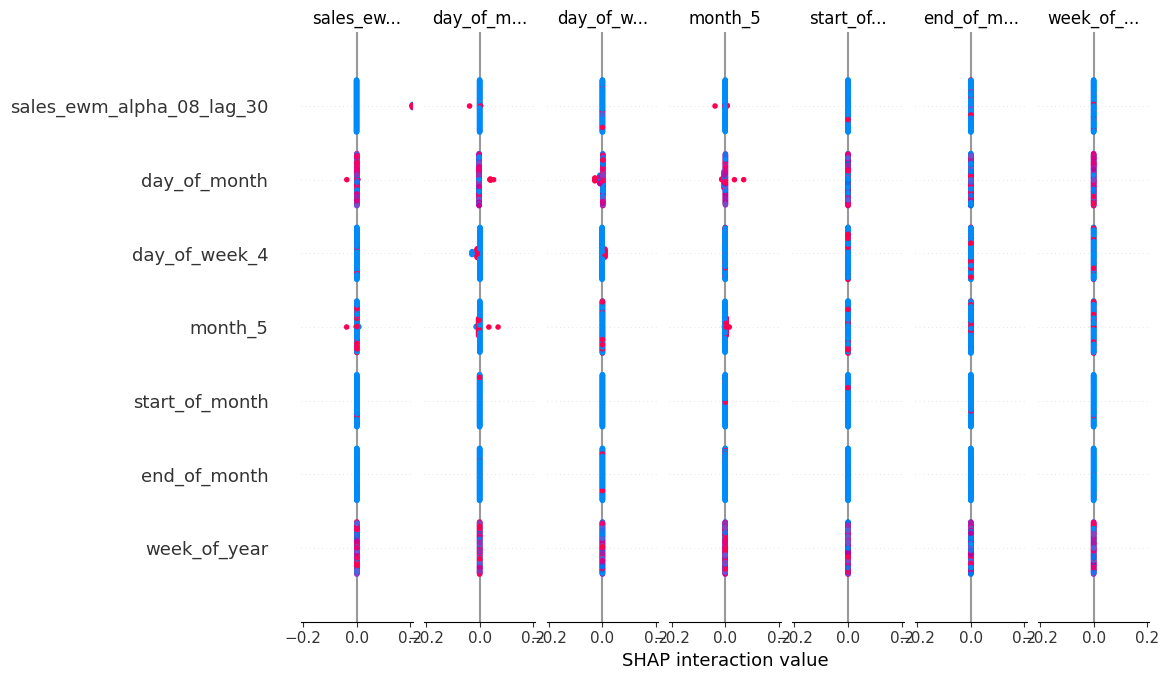 sales_ew... day_of_m... day_of_w... month_5 start_of... end_of_m... week_of_...
sales_ewm_alpha_08_lag_30
day_of_month
day_of_week_4
month_5
start_of_month
end_of_month
week_of_year
−0.2 0.0 0.2 −0.2 0.0 0.2 −0.2 0.0 0.2 −0.2 0.0 0.2 −0.2 0.0 0.2 −0.2 0.0 0.2 −0.2 0.0 0.2
SHAP interaction value